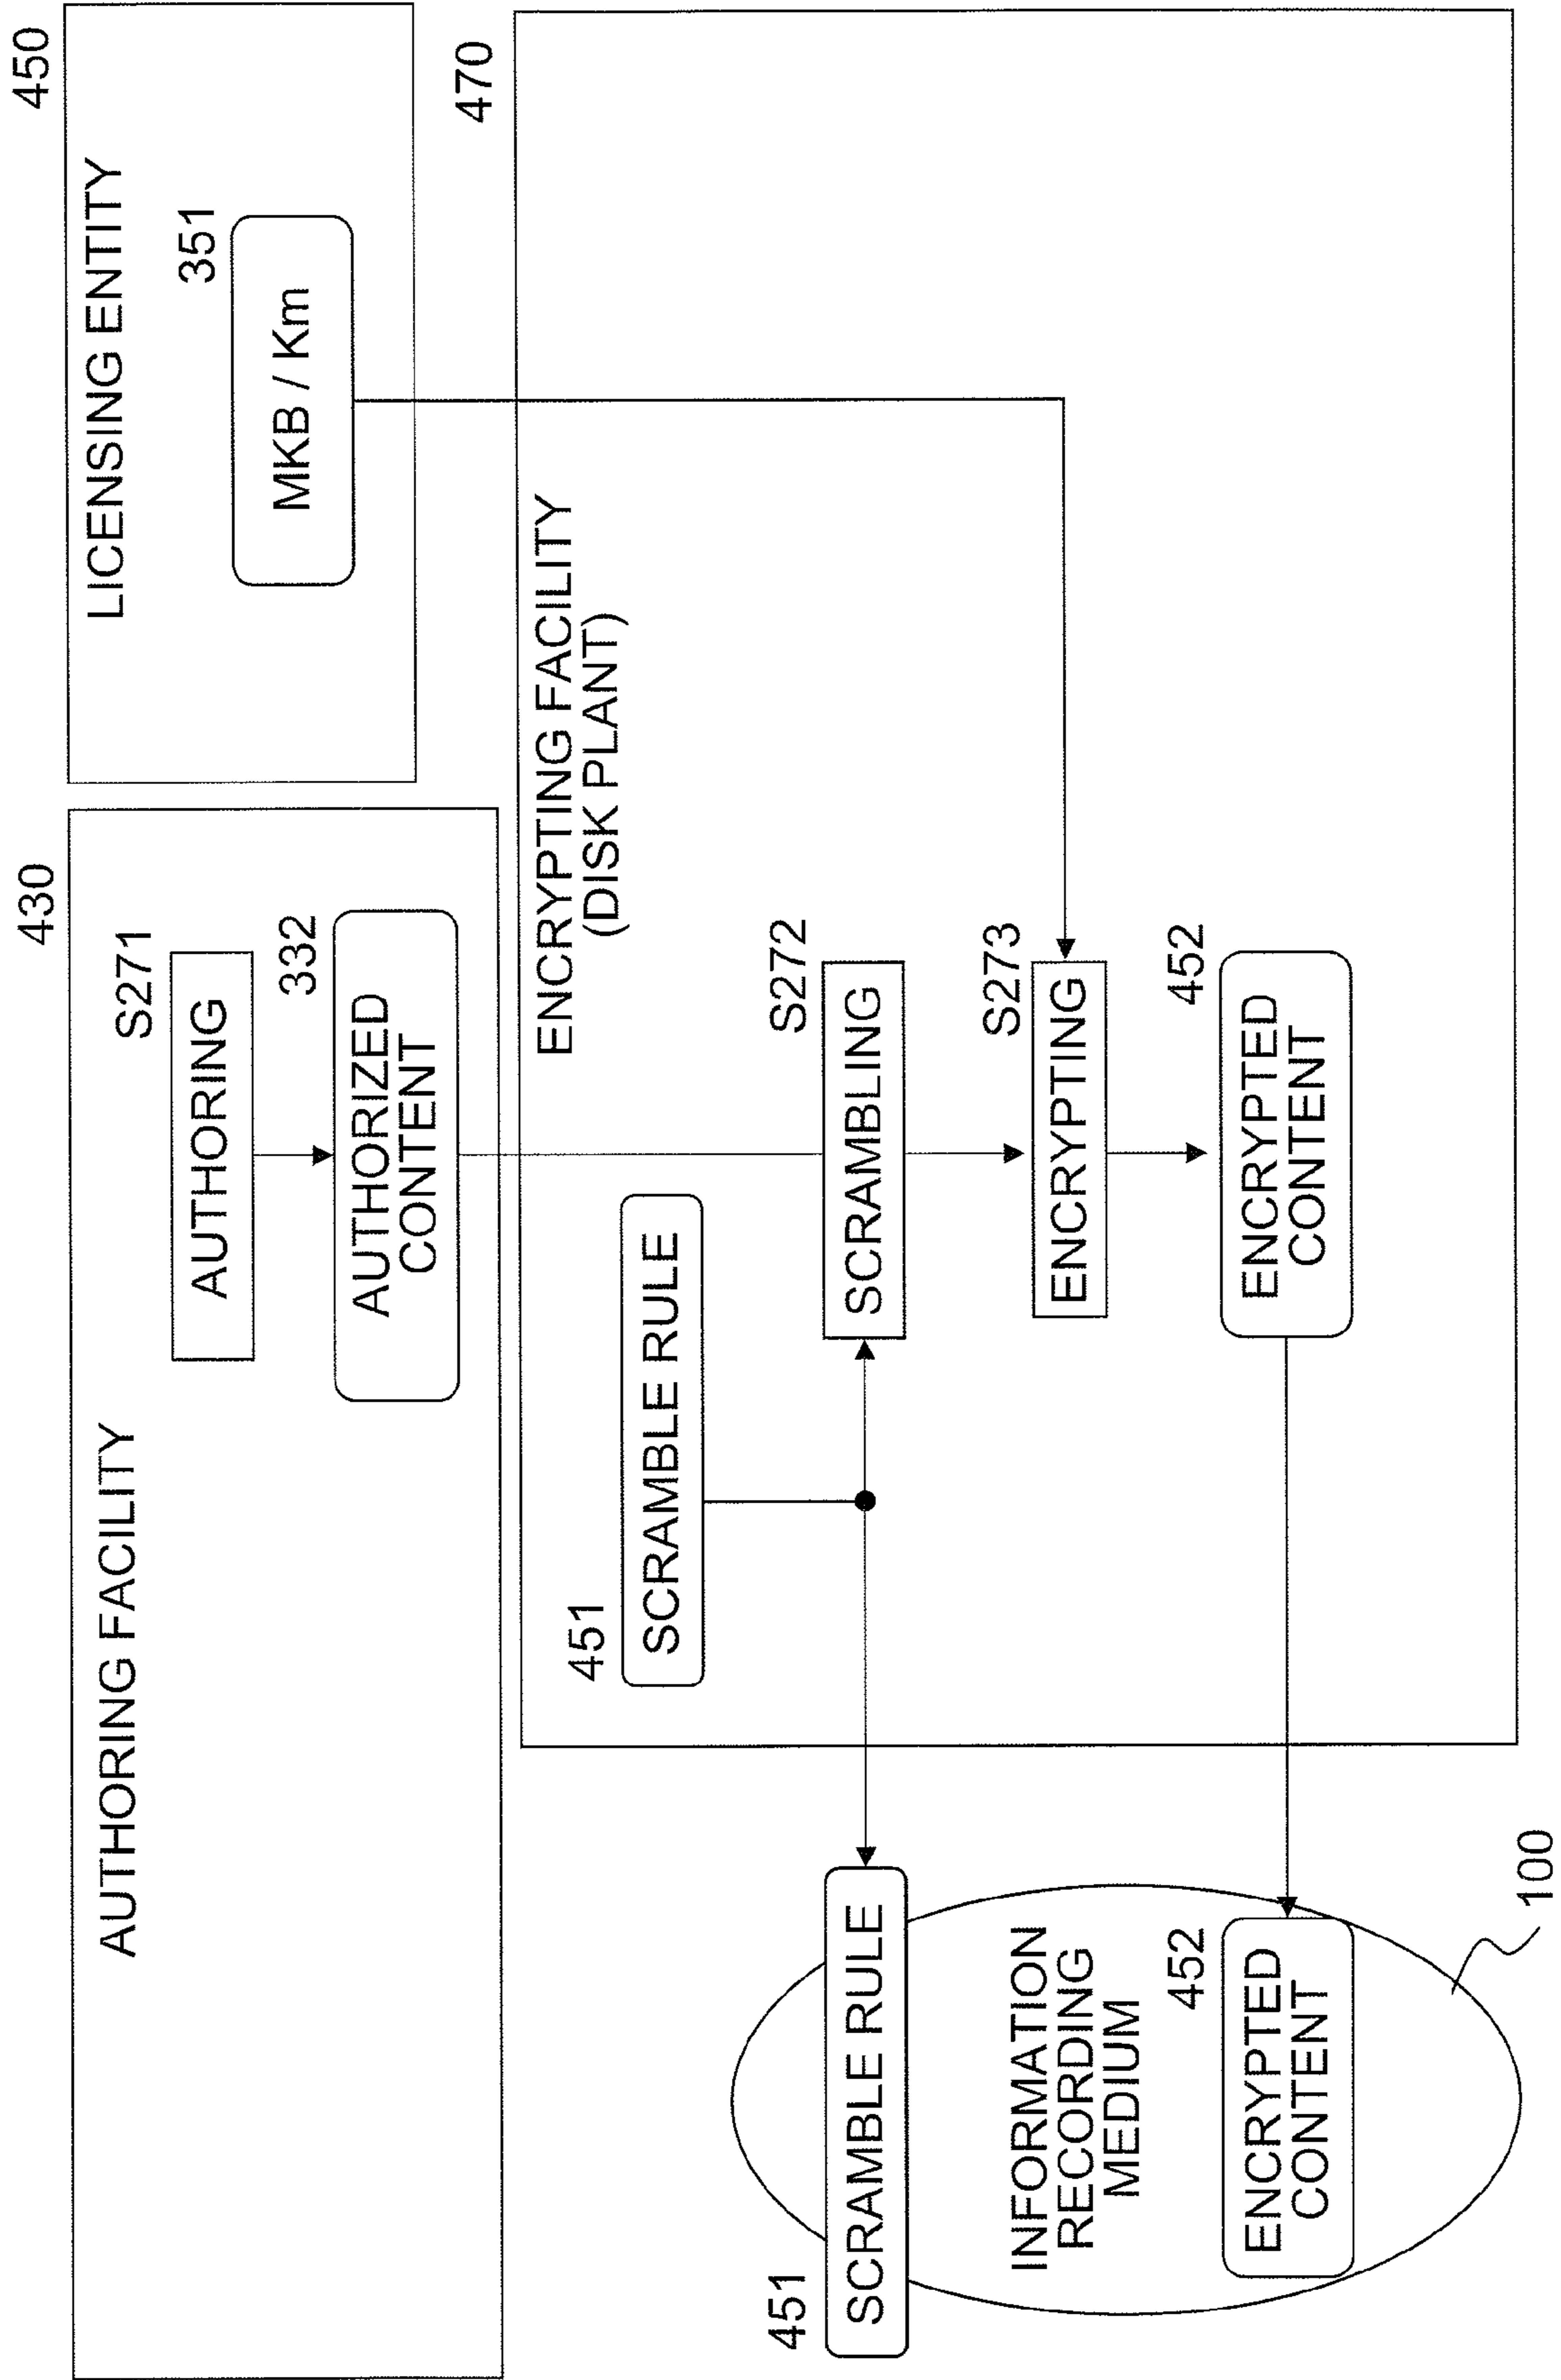 AUTHORING FACILITY
430
S271
AUTHORING
332
AUTHORIZED
CONTENT
LICENSING ENTITY
450
351
MKB / Km
ENCRYPTING FACILITY
(DISK PLANT)
470
451
SCRAMBLE RULE
S272
SCRAMBLING
S273
ENCRYPTING
452
ENCRYPTED
CONTENT
451
SCRAMBLE RULE
INFORMATION
RECORDING
MEDIUM
452
ENCRYPTED
CONTENT
100